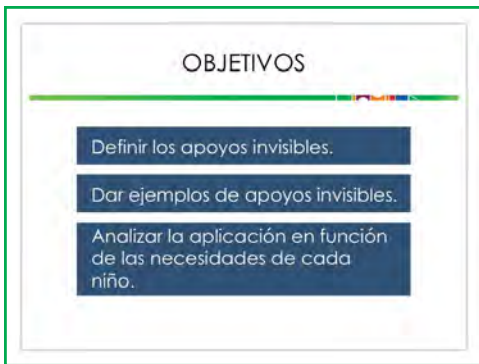 OBJETIVOS
Definir los apoyos invisibles.
Dar ejemplos de apoyos invisibles.
Analizar la aplicación en función
de las necesidades de cada
niño.